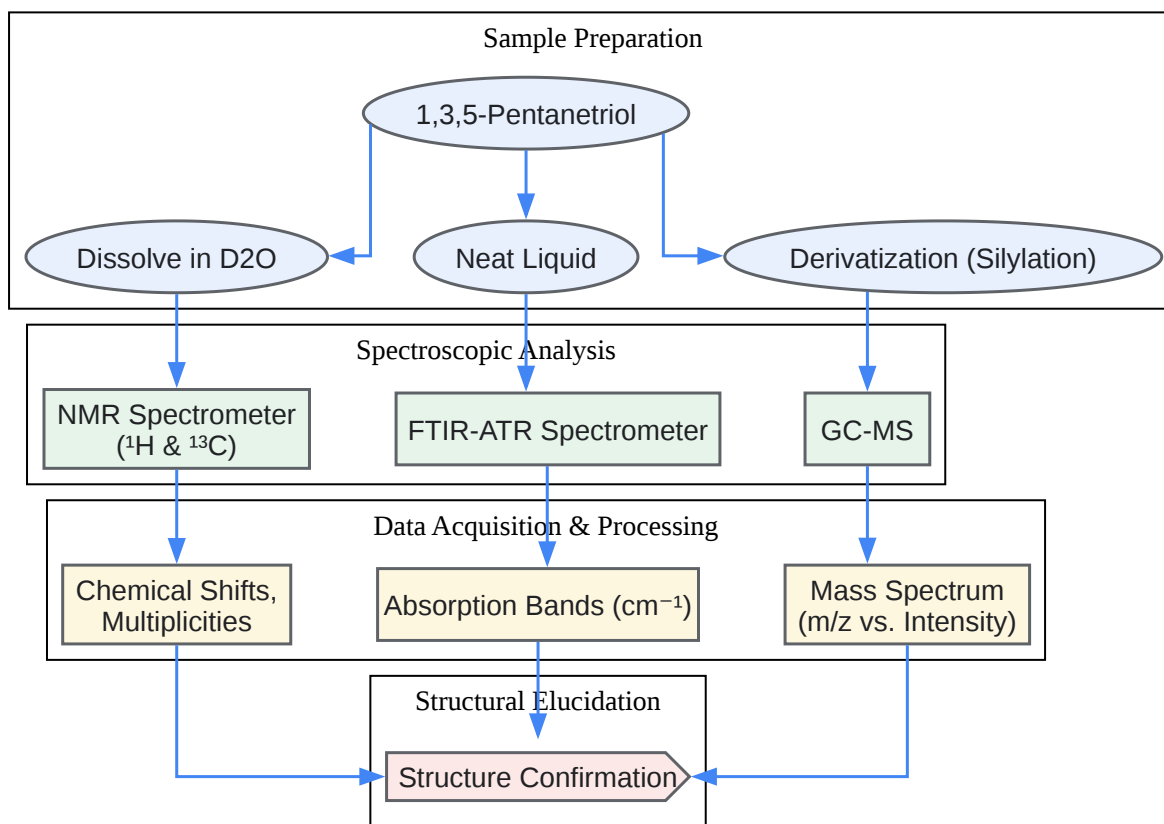 Sample Preparation
1,3,5-Pentanetriol
Dissolve in D2O
Neat Liquid
Derivatization (Silylation)
Spectroscopic Analysis
NMR Spectrometer
(¹H & ¹³C)
FTIR-ATR Spectrometer
GC-MS
Data Acquisition & Processing
Chemical Shifts,
Multiplicities
Absorption Bands (cm⁻¹)
Mass Spectrum
(m/z vs. Intensity)
Structural Elucidation
Structure Confirmation